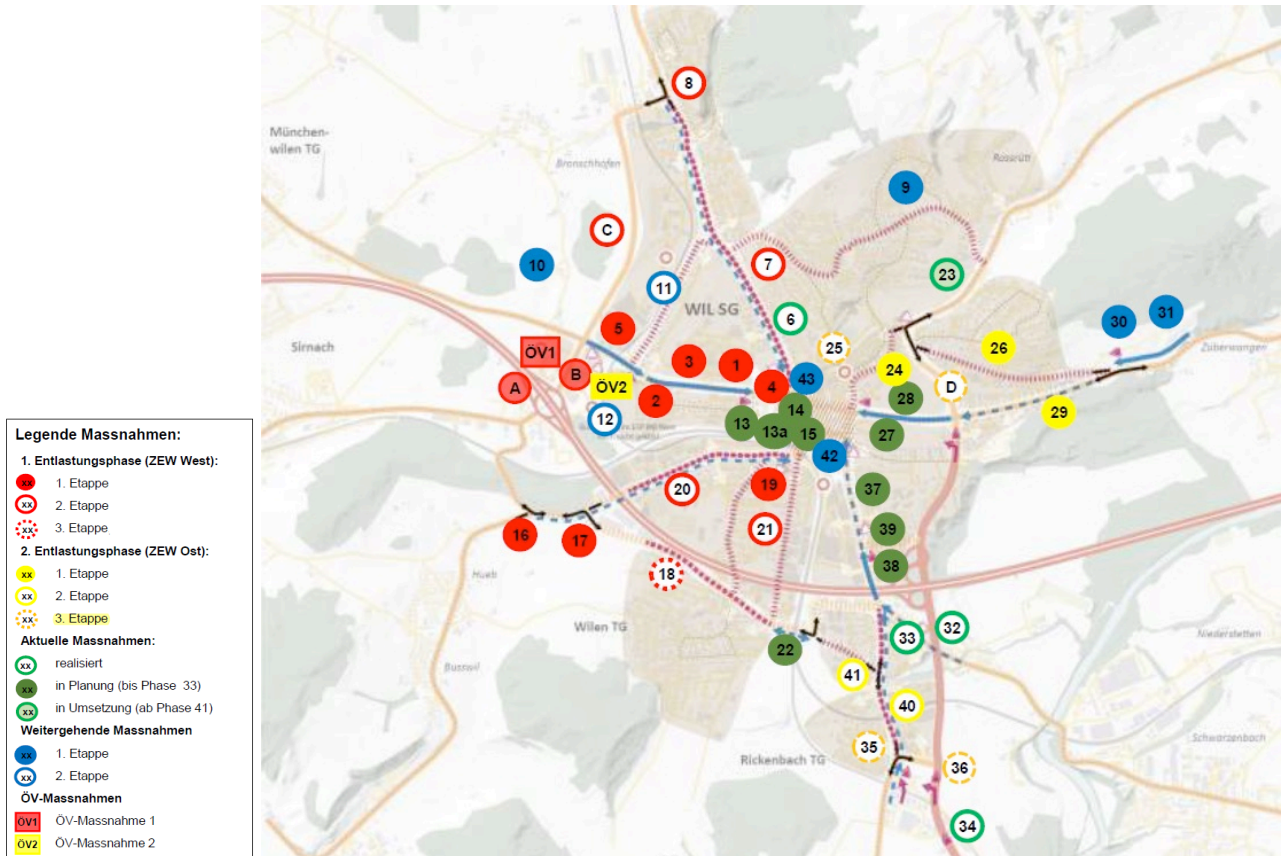 Legende Massnahmen:
1. Entlastungsphase (ZEW West):
xx 1. Etappe
xx 2. Etappe
xx 3. Etappe
2. Entlastungsphase (ZEW Ost):
xx 1. Etappe
xx 2. Etappe
xx 3. Etappe
Aktuelle Massnahmen:
xx realisiert
xx in Planung (bis Phase 33)
xx in Umsetzung (ab Phase 41)
Weitergehende Massnahmen
xx 1. Etappe
xx 2. Etappe
ÖV-Massnahmen
ÖV1 ÖV-Massnahme 1
ÖV2 ÖV-Massnahme 2
8
München-
wilen TG
Bronschhofen
Rossrüti
9
C
10
7
23
11
WIL SG
6
30
31
5
Sirnach
ÖV1
3
1
25
26
Züberwangen
A
B
ÖV2
2
4
43
24
D
28
29
12
14
13
13a
15
27
42
20
19
37
16
17
21
39
38
Hueb
18
Wilen TG
32
33
Niederstetten
Busswil
22
41
40
35
Schwarzenbach
Rickenbach TG
36
34